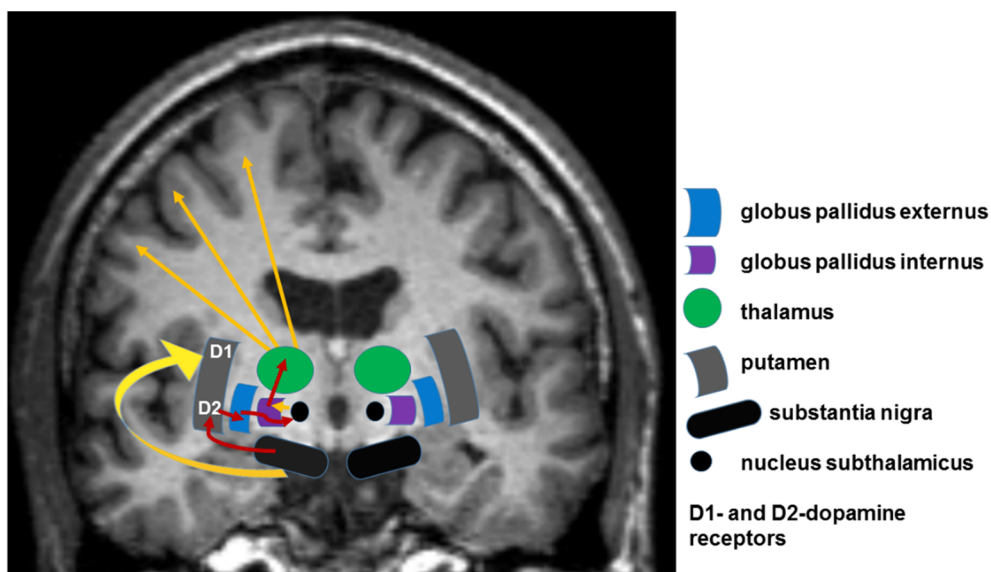 D1
D2
globus pallidus externus
globus pallidus internus
thalamus
putamen
substantia nigra
nucleus subthalamicus
D1- and D2-dopamine
receptors